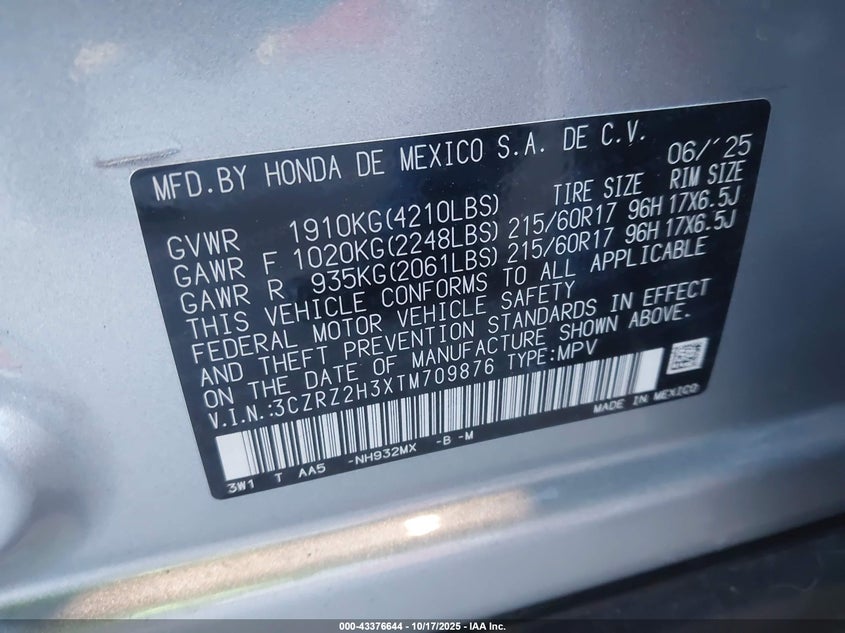 MFD.BY HONDA DE MEXICO S.A. DE C.V. 06/'25
TIRE SIZE RIM SIZE
GVWR 1910KG(4210LBS)
GAWR F 1020KG(2248LBS) 215/60R17 96H 17X6.5J
GAWR R 935KG(2061LBS) 215/60R17 96H 17X6.5J
THIS VEHICLE CONFORMS TO ALL APPLICABLE
FEDERAL MOTOR VEHICLE SAFETY
AND THEFT PREVENTION STANDARDS IN EFFECT
ON THE DATE OF MANUFACTURE SHOWN ABOVE.
V.I.N.:3CZRZ2H3XTM709876 TYPE:MPV
3W1 T AA5 -NH932MX -B -M MADE IN MEXICO
000-43376644 - 10/17/2025 - IAA Inc.